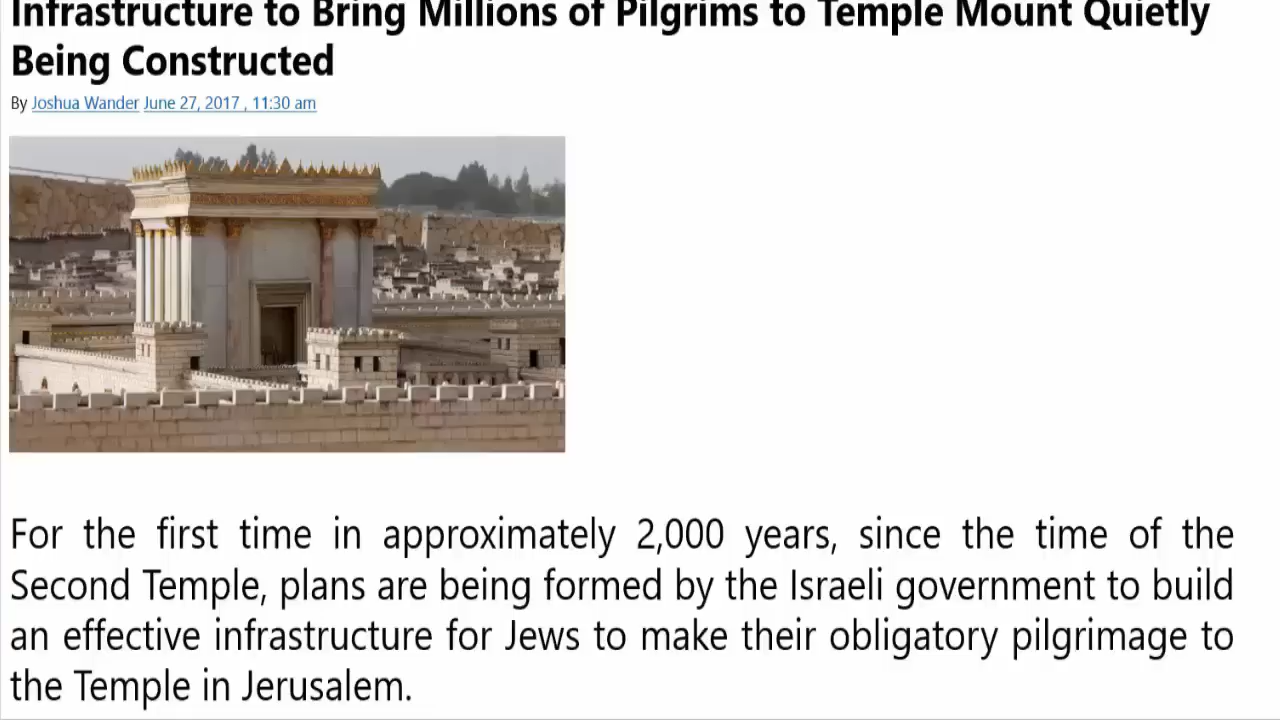 Infrastructure to Bring Millions of Pilgrims to Temple Mount Quietly
Being Constructed
By Joshua Wander June 27, 2017 , 11:30 am
For the first time in approximately 2,000 years, since the time of the
Second Temple, plans are being formed by the Israeli government to build
an effective infrastructure for Jews to make their obligatory pilgrimage to
the Temple in Jerusalem.